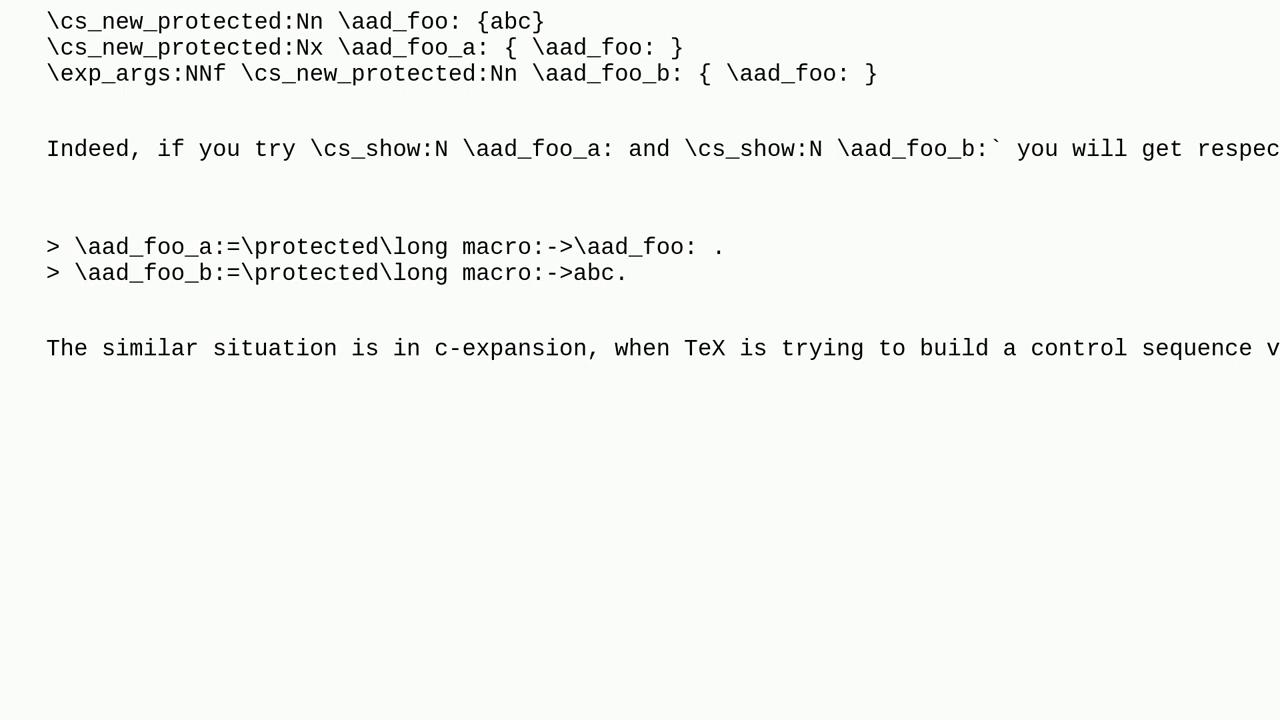 \cs_new_protected:Nn \aad_foo: {abc}
\cs_new_protected:Nx \aad_foo_a: { \aad_foo: }
\exp_args:NNf \cs_new_protected:Nn \aad_foo_b: { \aad_foo: }
Indeed, if you try \cs_show:N \aad_foo_a: and \cs_show:N \aad_foo_b:` you will get respec
> \aad_foo_a:=\protected\long macro:->\aad_foo: .
> \aad_foo_b:=\protected\long macro:->abc.
The similar situation is in c-expansion, when TeX is trying to build a control sequence v